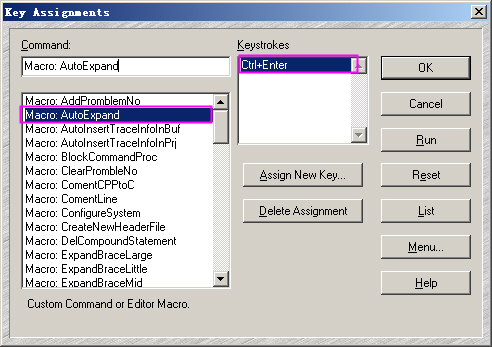 Key Assignments
Command:
Macro: AutoExpand
Macro: AddPromblemNo
Macro: AutoExpand
Macro: AutoInsertTraceInfoInBuf
Macro: AutoInsertTraceInfoInPrj
Macro: BlockCommandProc
Macro: ClearPrombleNo
Macro: ComentCPPtoC
Macro: ComentLine
Macro: ConfigureSystem
Macro: CreateNewHeaderFile
Macro: DelCompoundStatement
Macro: ExpandBraceLarge
Macro: ExpandBraceLittle
Macro: ExpandBraceMid
Custom Command or Editor Macro.
Keystrokes
Ctrl+Enter
Assign New Key...
Delete Assignment
OK
Cancel
Run
Reset
List
Menu...
Help